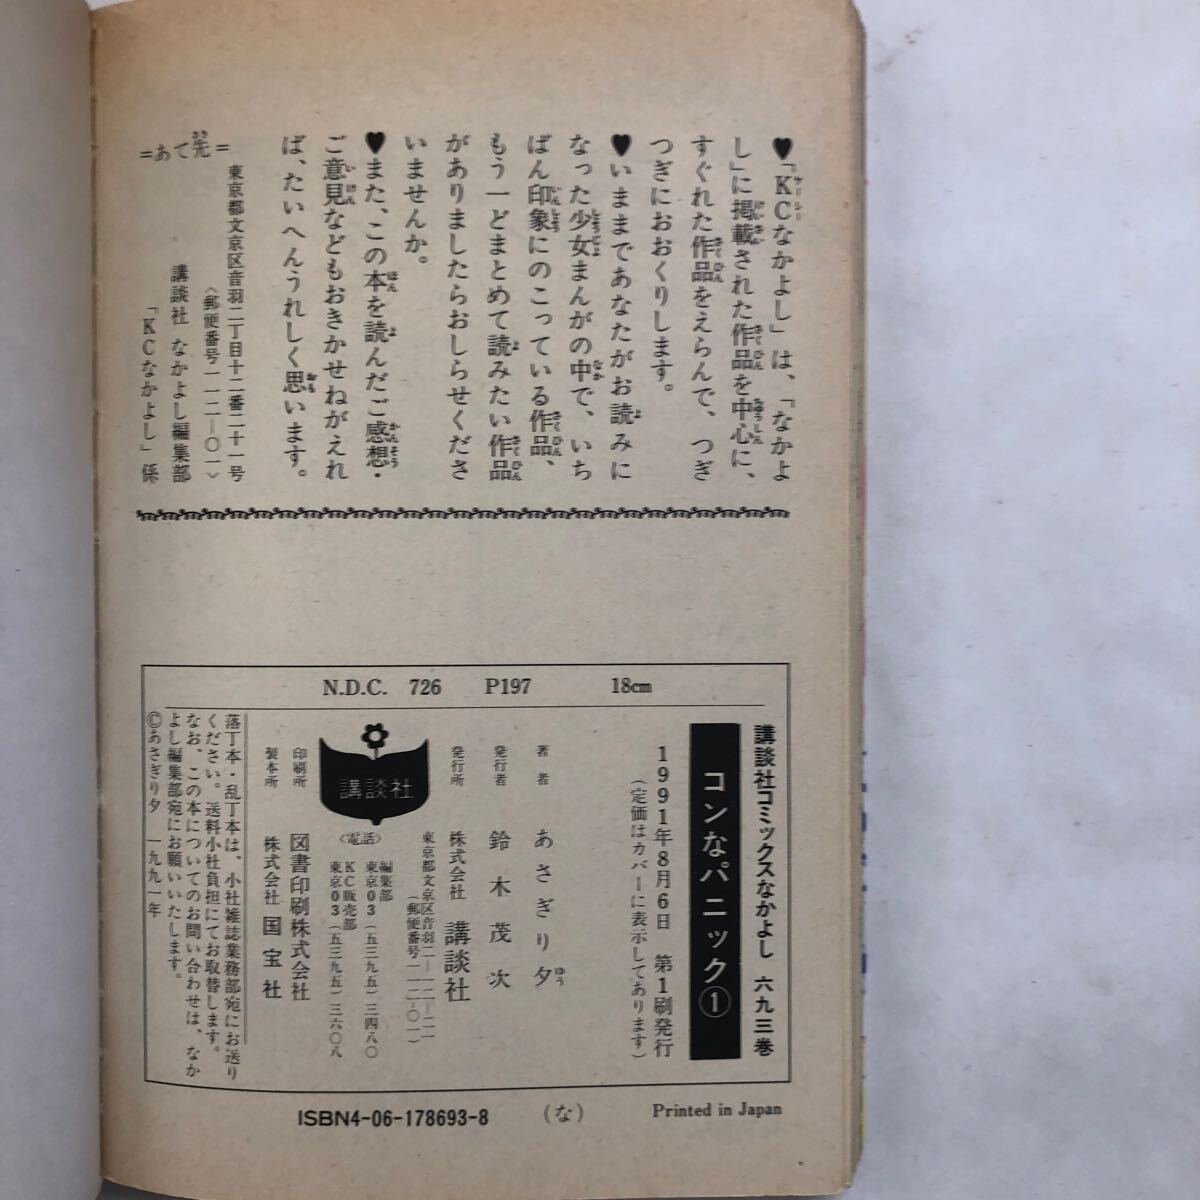 ♥「KCなかよし」は、「なかよ
し」に掲載された作品を中心に、
すぐれた作品をえらんで、つぎ
つぎにおおくりします。
♥いままであなたがお読みに
なった少女まんがの中で、いち
ばん印象にのこっている作品、
もう一どまとめて読みたい作品
がありましたらおしらせくださ
いませんか。
♥また、この本を読んだご感想・
ご意見などもおきかせねがえれ
ば、たいへんうれしく思います。
=あて先=
東京都文京区音羽二丁目十二番二十一号
〈郵便番号一一二-〇一〉
講談社 なかよし編集部
「KCなかよし」係
N.D.C. 726 P197 18cm
講談社コミックスなかよし 六九三巻
コンなパニック①
1991年8月6日 第1刷発行
(定価はカバーに表示してあります)
著者 あさぎり夕
発行者 鈴木茂次
発行所 株式会社 講談社
東京都文京区音羽二-一二-二一
(郵便番号一一二-〇一)
〈電話〉
編集部
東京03(五三九五)三四八〇
KC販売部
東京03(五三九五)三六〇八
講談社
印刷所 図書印刷株式会社
製本所 株式会社 国宝社
落丁本・乱丁本は、小社雑誌業務部宛にお送り
ください。送料小社負担にてお取替します。
なお、この本についてのお問い合わせは、なか
よし編集部宛にお願いいたします。
©あさぎり夕 一九九一年
ISBN4-06-178693-8 (な) Printed in Japan